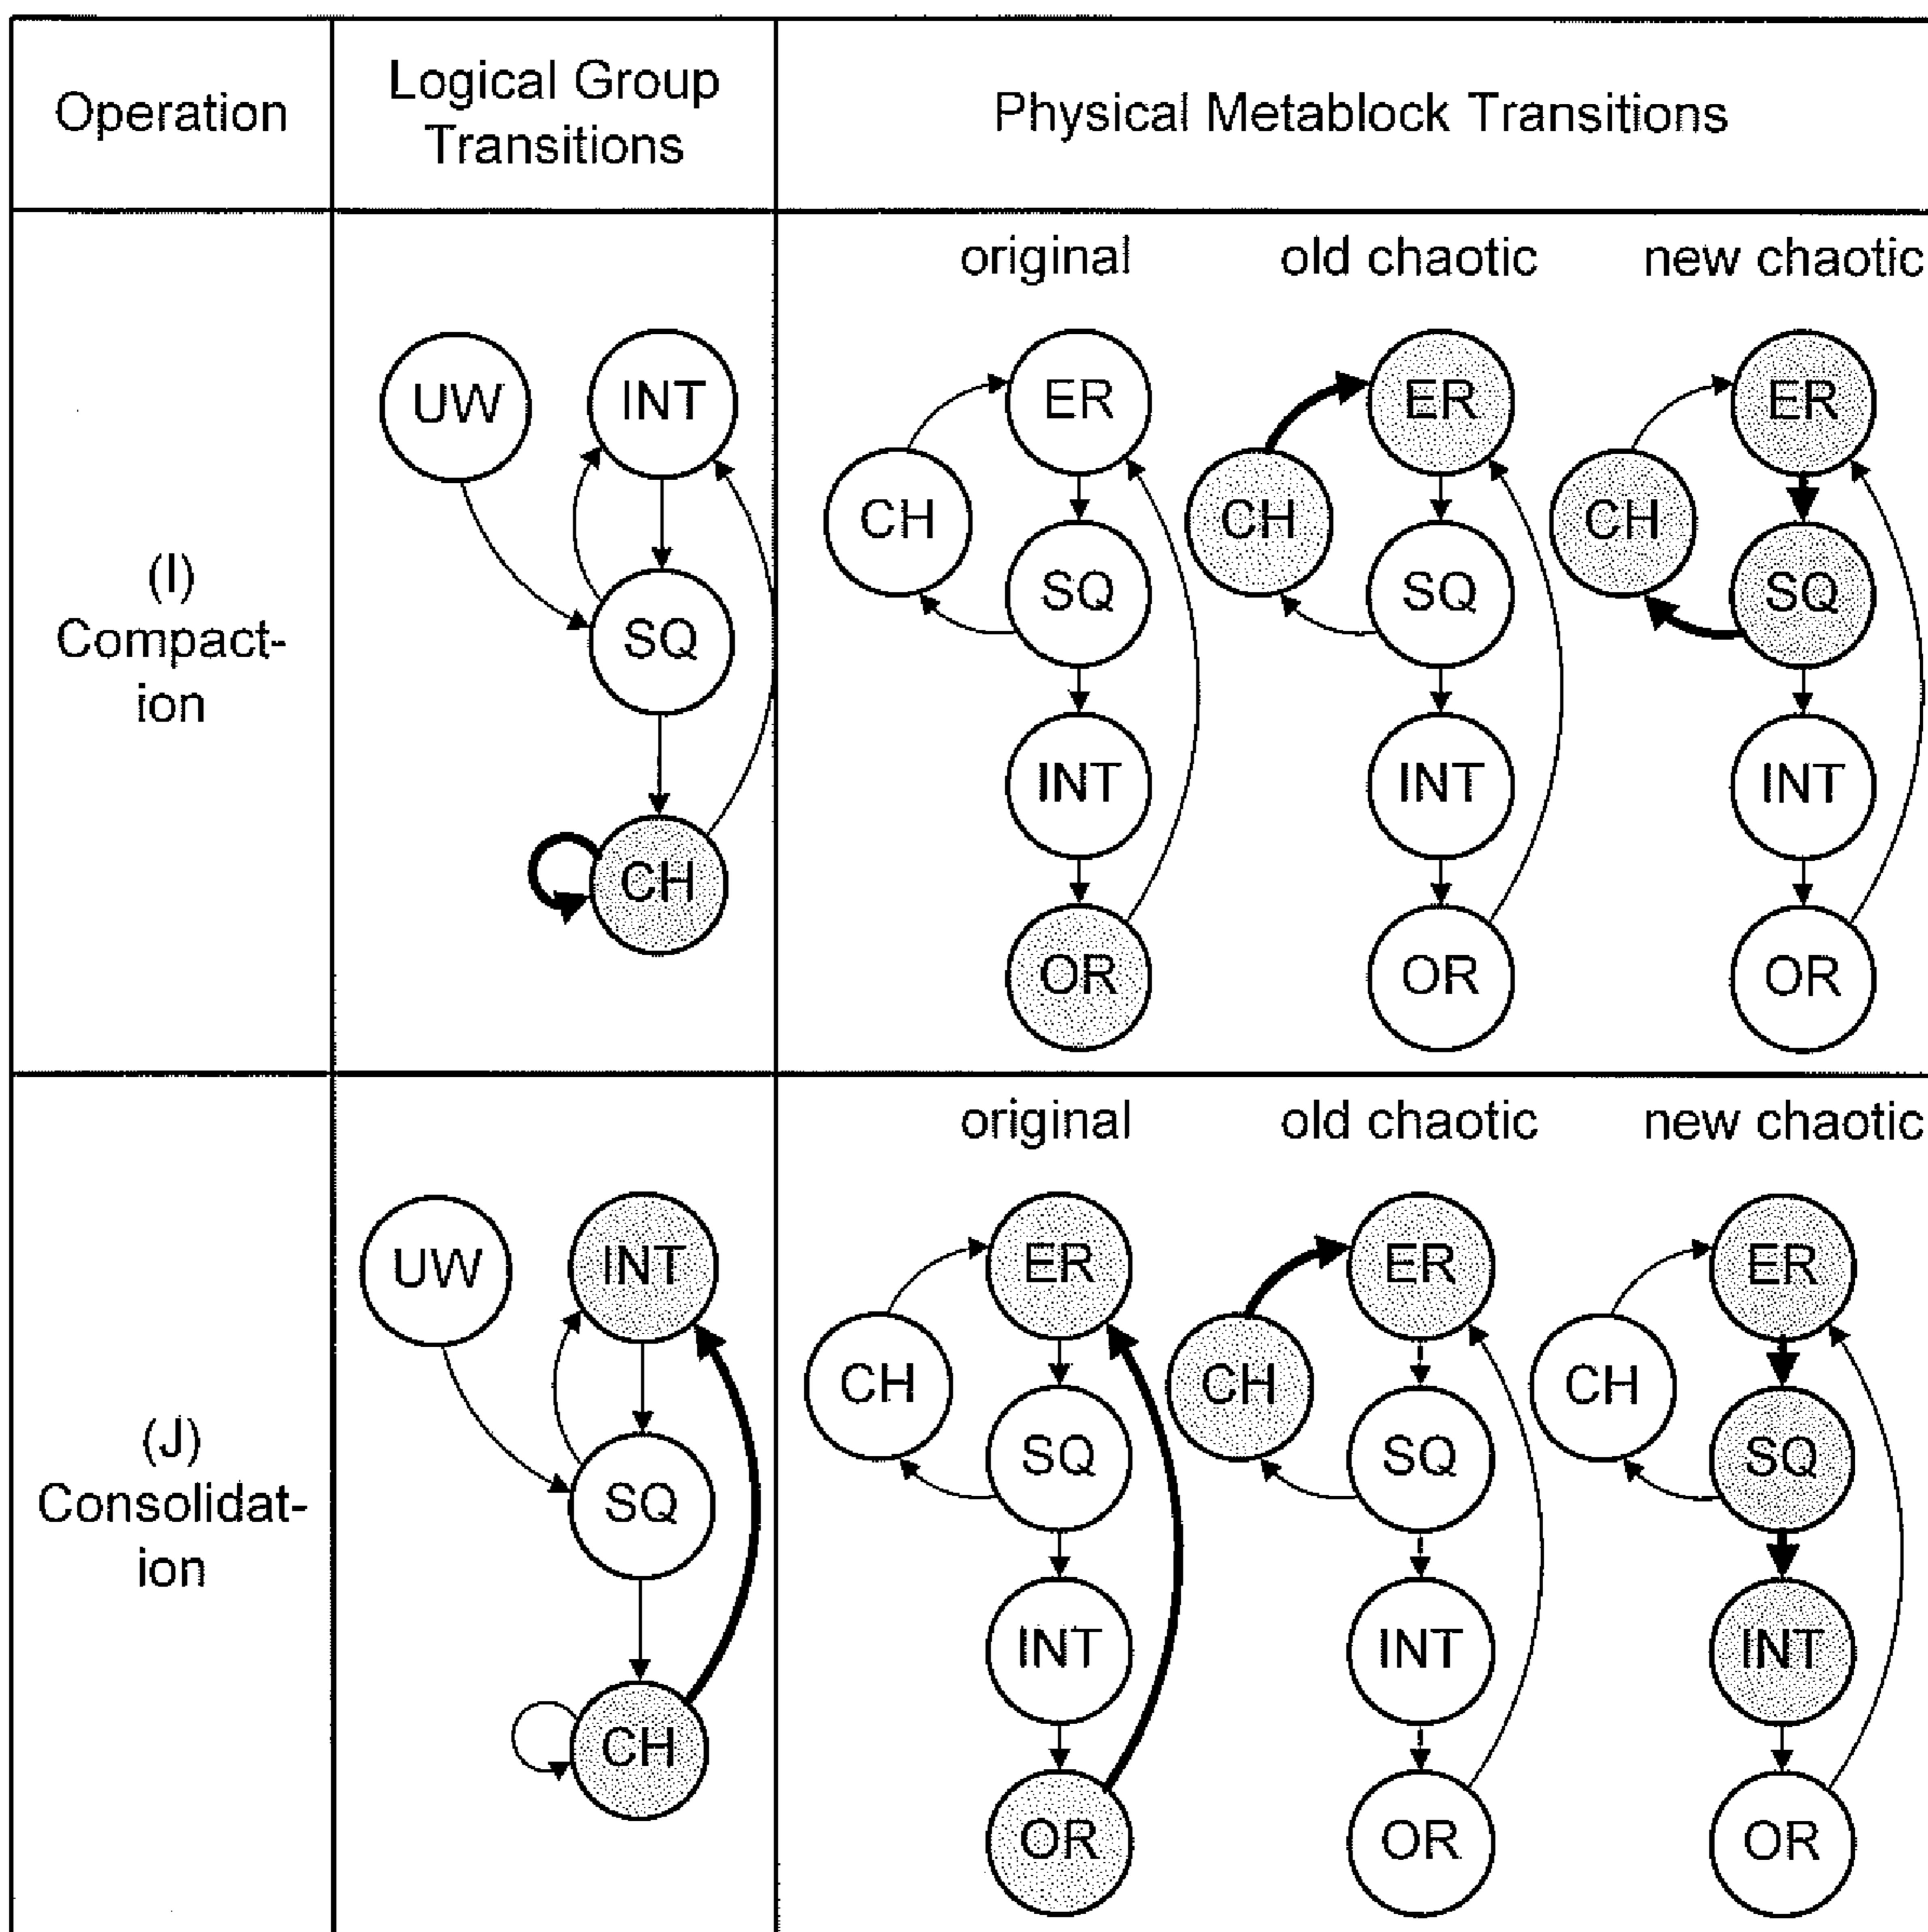 Operation
Logical Group
Transitions
Physical Metablock Transitions
(I)
Compact-
ion
UW
INT
SQ
CH
original
ER
CH
SQ
INT
OR
old chaotic
ER
CH
SQ
INT
OR
new chaotic
ER
CH
SQ
INT
OR
(J)
Consolidat-
ion
UW
INT
SQ
CH
original
ER
CH
SQ
INT
OR
old chaotic
ER
CH
SQ
INT
OR
new chaotic
ER
CH
SQ
INT
OR